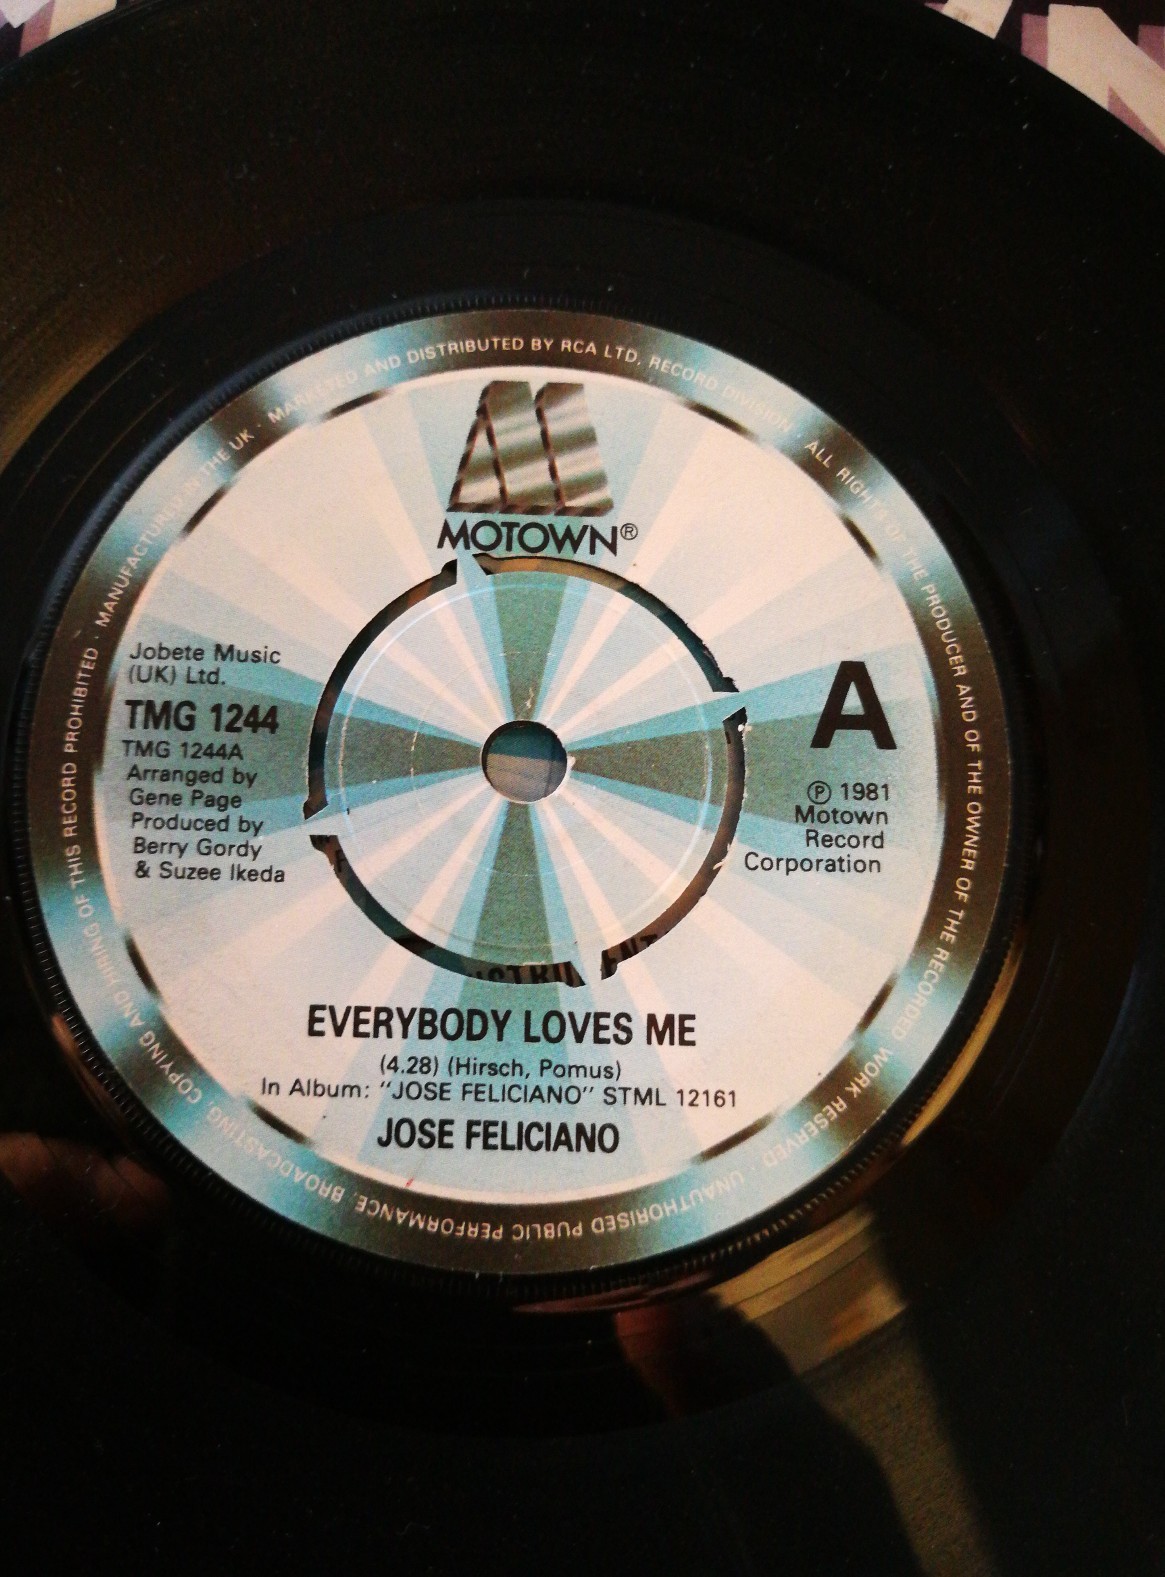 MANUFACTURED IN THE UK · MARKETED AND DISTRIBUTED BY RCA LTD, RECORD DIVISION · ALL RIGHTS OF THE PRODUCER AND OF THE OWNER OF THE RECORDED WORK RESERVED UNAUTHORISED PUBLIC PERFORMANCE, BROADCASTING, COPYING AND HIRING OF THIS RECORD PROHIBITED ·
MOTOWN®
Jobete Music
(UK) Ltd.
TMG 1244
TMG 1244A
Arranged by
Gene Page
Produced by
Berry Gordy
& Suzee Ikeda
A
℗ 1981
Motown
Record
Corporation
EVERYBODY LOVES ME
(4.28) (Hirsch, Pomus)
In Album: "JOSE FELICIANO" STML 12161
JOSE FELICIANO